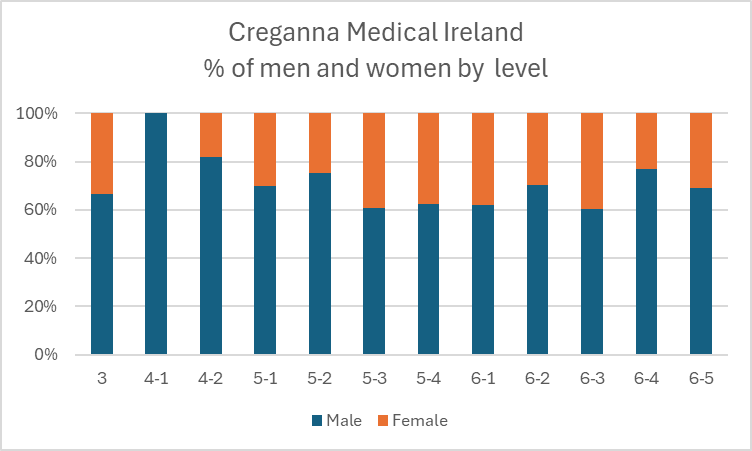 Creganna Medical Ireland
% of men and women by level
100%
80%
60%
40%
20%
0%
3 4-1 4-2 5-1 5-2 5-3 5-4 6-1 6-2 6-3 6-4 6-5
Male Female